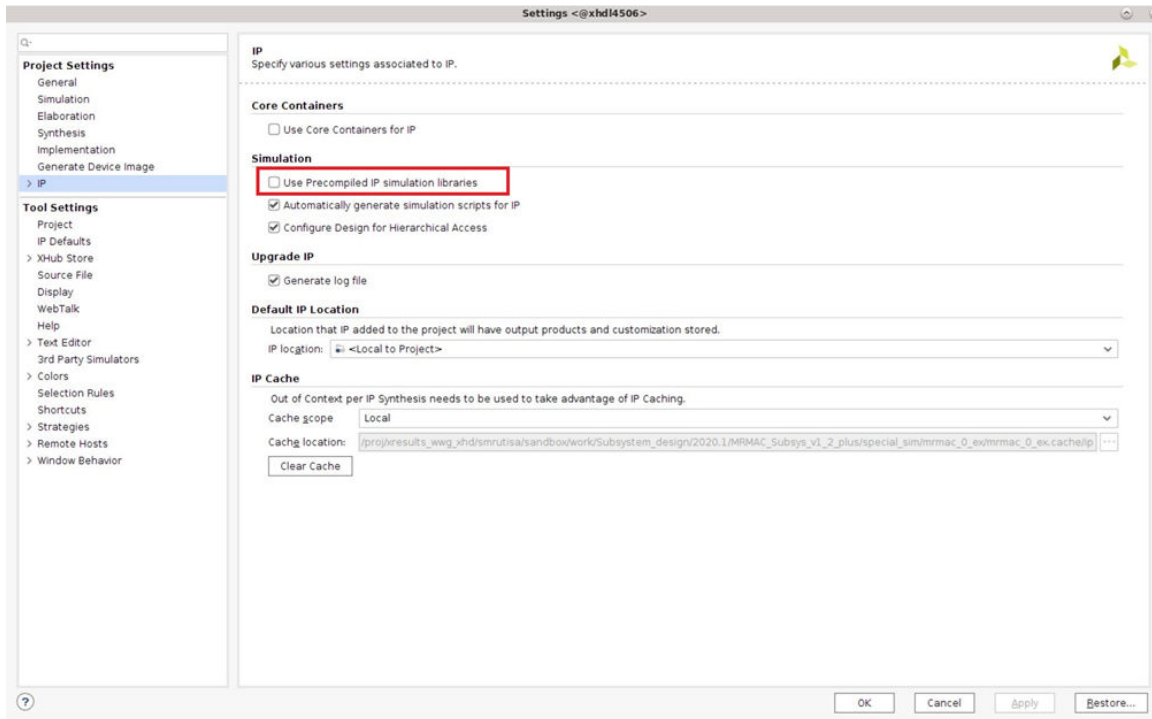 Settings <@xhdl4506>
Project Settings
General
Simulation
Elaboration
Synthesis
Implementation
Generate Device Image
> IP
Tool Settings
Project
IP Defaults
> XHub Store
Source File
Display
WebTalk
Help
> Text Editor
3rd Party Simulators
> Colors
Selection Rules
Shortcuts
> Strategies
> Remote Hosts
> Window Behavior
IP
Specify various settings associated to IP.
Core Containers
Use Core Containers for IP
Simulation
Use Precompiled IP simulation libraries
Automatically generate simulation scripts for IP
Configure Design for Hierarchical Access
Upgrade IP
Generate log file
Default IP Location
Location that IP added to the project will have output products and customization stored.
IP location: <Local to Project>
IP Cache
Out of Context per IP Synthesis needs to be used to take advantage of IP Caching.
Cache scope Local
Cache location: /proj/xresults_wwg_xhd/smrutisa/sandbox/work/Subsystem_design/2020.1/MRMAC_Subsys_v1_2_plus/special_sim/mrmac_0_ex/mrmac_0_ex.cache/ip ...
Clear Cache
? OK Cancel Apply Restore...